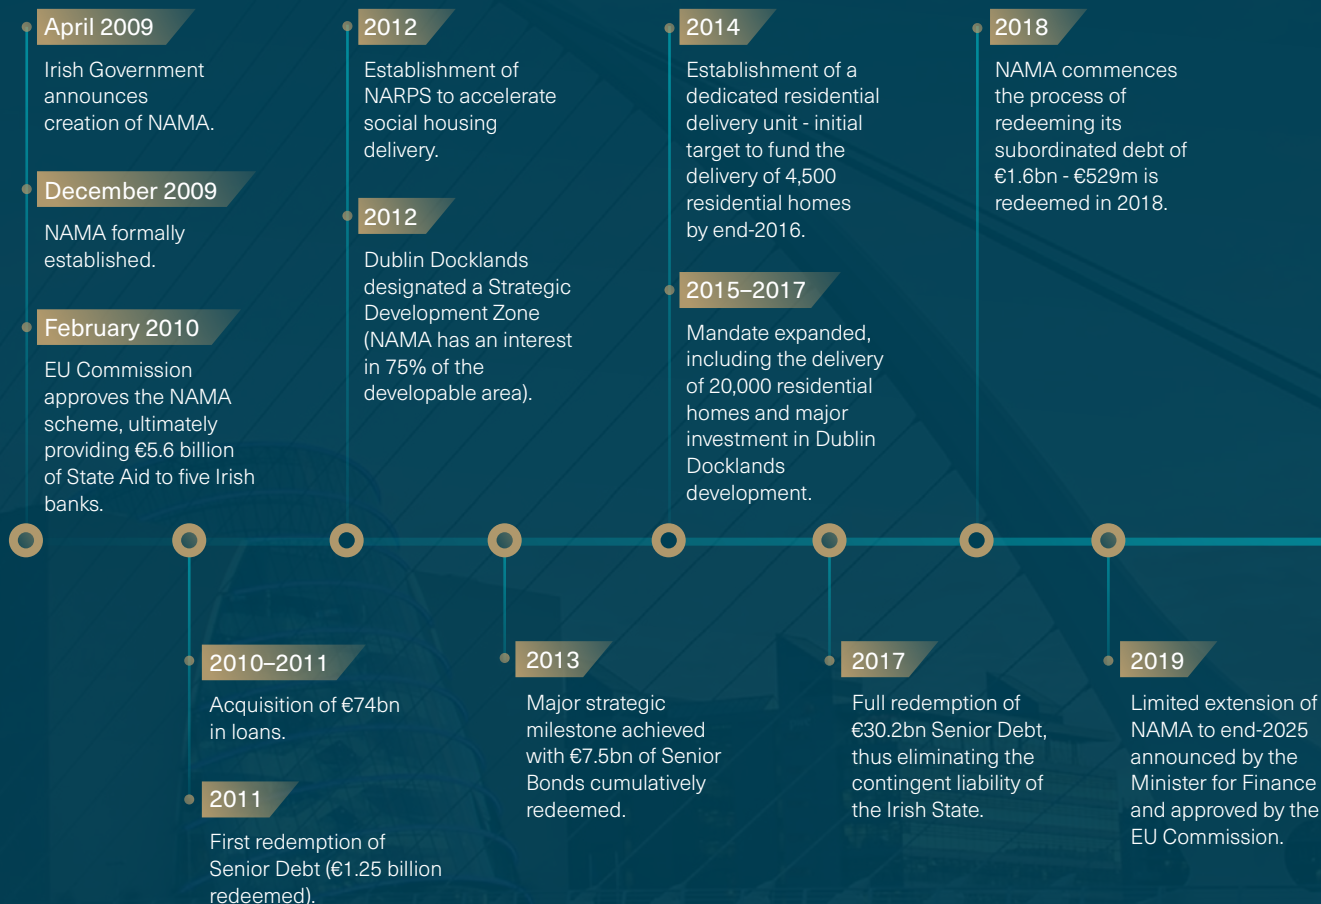 April 2009
Irish Government
announces
creation of NAMA.
December 2009
NAMA formally
established.
February 2010
EU Commission
approves the NAMA
scheme, ultimately
providing €5.6 billion
of State Aid to five Irish
banks.
2010–2011
Acquisition of €74bn
in loans.
2011
First redemption of
Senior Debt (€1.25 billion
redeemed).
2012
Establishment of
NARPS to accelerate
social housing
delivery.
2012
Dublin Docklands
designated a Strategic
Development Zone
(NAMA has an interest
in 75% of the
developable area).
2013
Major strategic
milestone achieved
with €7.5bn of Senior
Bonds cumulatively
redeemed.
2014
Establishment of a
dedicated residential
delivery unit - initial
target to fund the
delivery of 4,500
residential homes
by end-2016.
2015–2017
Mandate expanded,
including the delivery
of 20,000 residential
homes and major
investment in Dublin
Docklands
development.
2017
Full redemption of
€30.2bn Senior Debt,
thus eliminating the
contingent liability of
the Irish State.
2018
NAMA commences
the process of
redeeming its
subordinated debt of
€1.6bn - €529m is
redeemed in 2018.
2019
Limited extension of
NAMA to end-2025
announced by the
Minister for Finance
and approved by the
EU Commission.